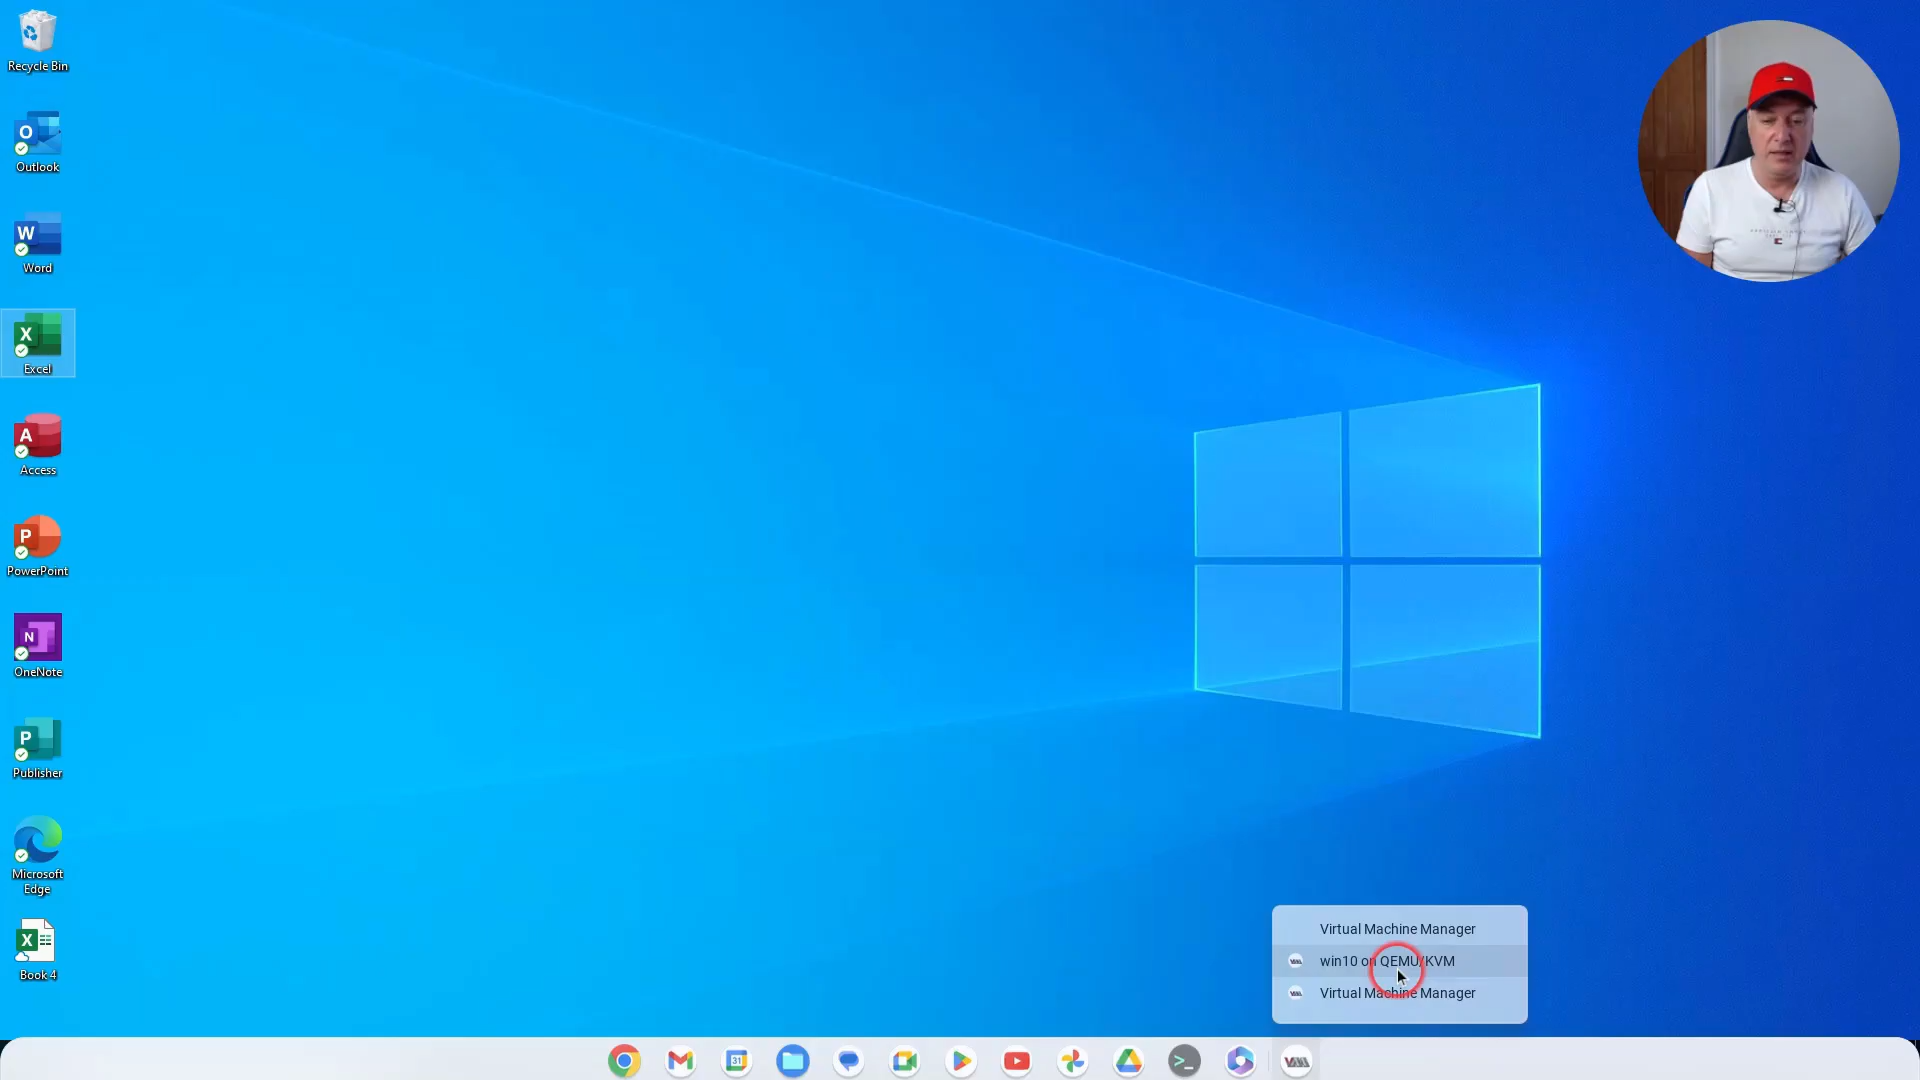 Recycle Bin
Outlook
Word
Excel
Access
PowerPoint
OneNote
Publisher
Microsoft
Edge
Book 4
Virtual Machine Manager
win10 on QEMU/KVM
Virtual Machine Manager